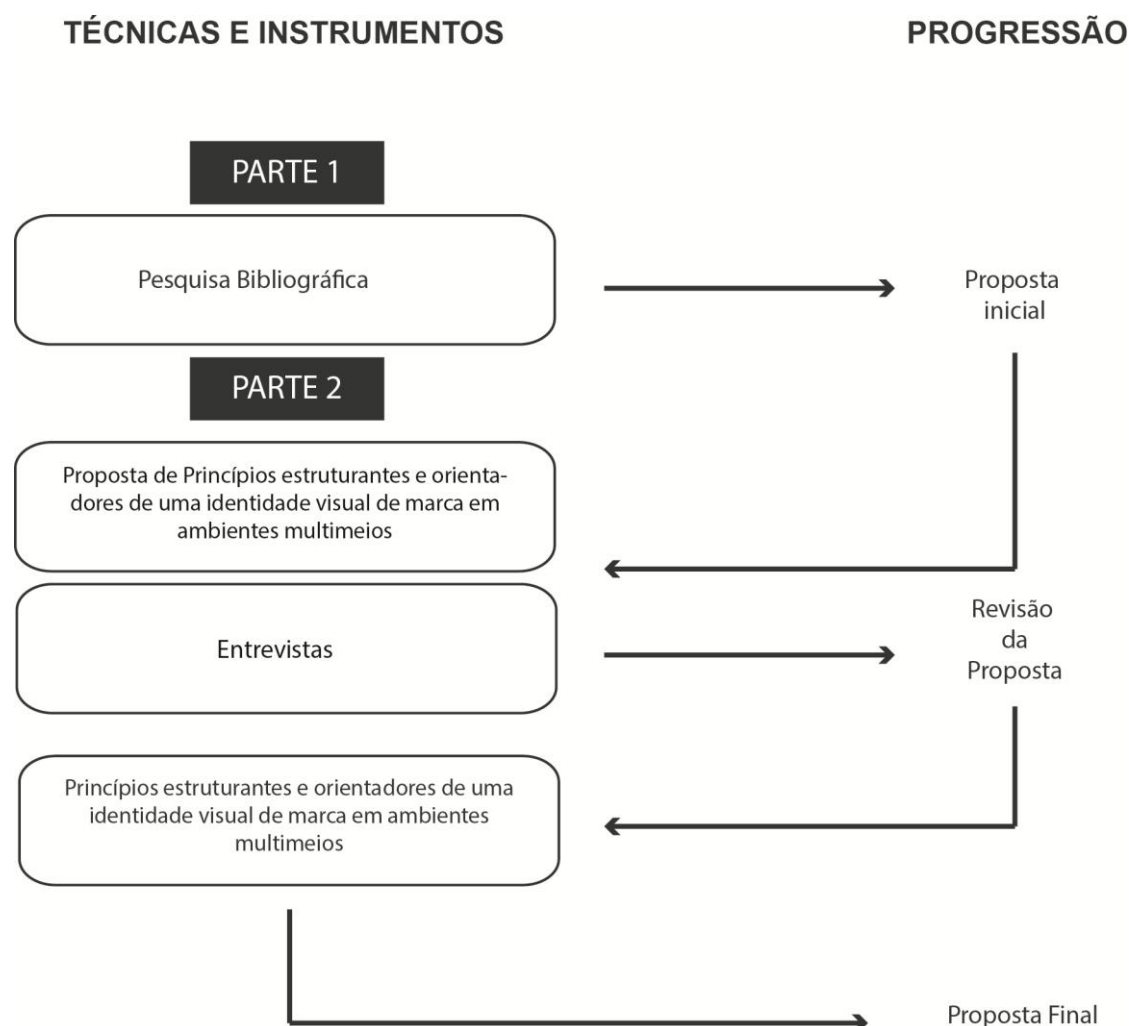 TÉCNICAS E INSTRUMENTOS
PROGRESSÃO
PARTE 1
Pesquisa Bibliográfica
Proposta
inicial
PARTE 2
Proposta de Princípios estruturantes e orienta-
dores de uma identidade visual de marca em
ambientes multimeios
Entrevistas
Revisão
da
Proposta
Princípios estruturantes e orientadores de uma
identidade visual de marca em ambientes
multimeios
Proposta Final